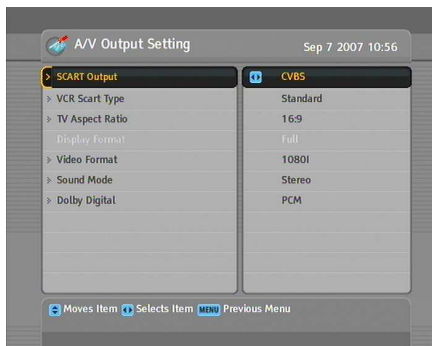 A/V Output Setting
Sep 7 2007 10:56
SCART Output CVBS
VCR Scart Type Standard
TV Aspect Ratio 16:9
Display Format Full
Video Format 1080I
Sound Mode Stereo
Dolby Digital PCM
Moves Item Selects Item MENU Previous Menu